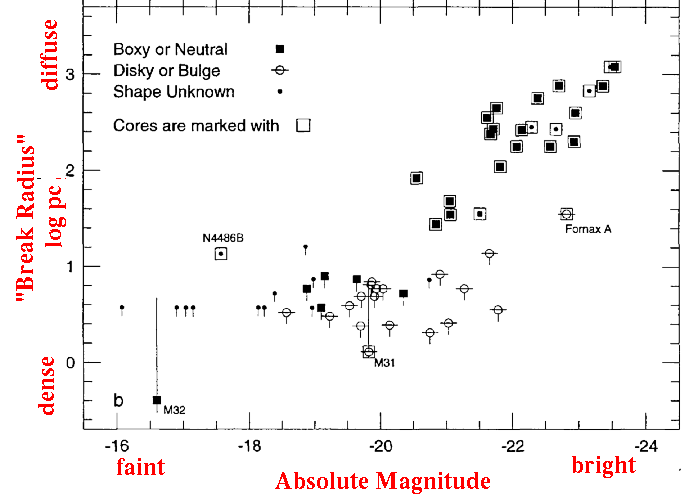 diffuse
Boxy or Neutral
Disky or Bulge
Shape Unknown
Cores are marked with
3
2
1
0
"Break Radius"
log pc
dense
N4486B
Fornax A
M31
M32
b
-16
-18
-20
-22
-24
faint
Absolute Magnitude
bright